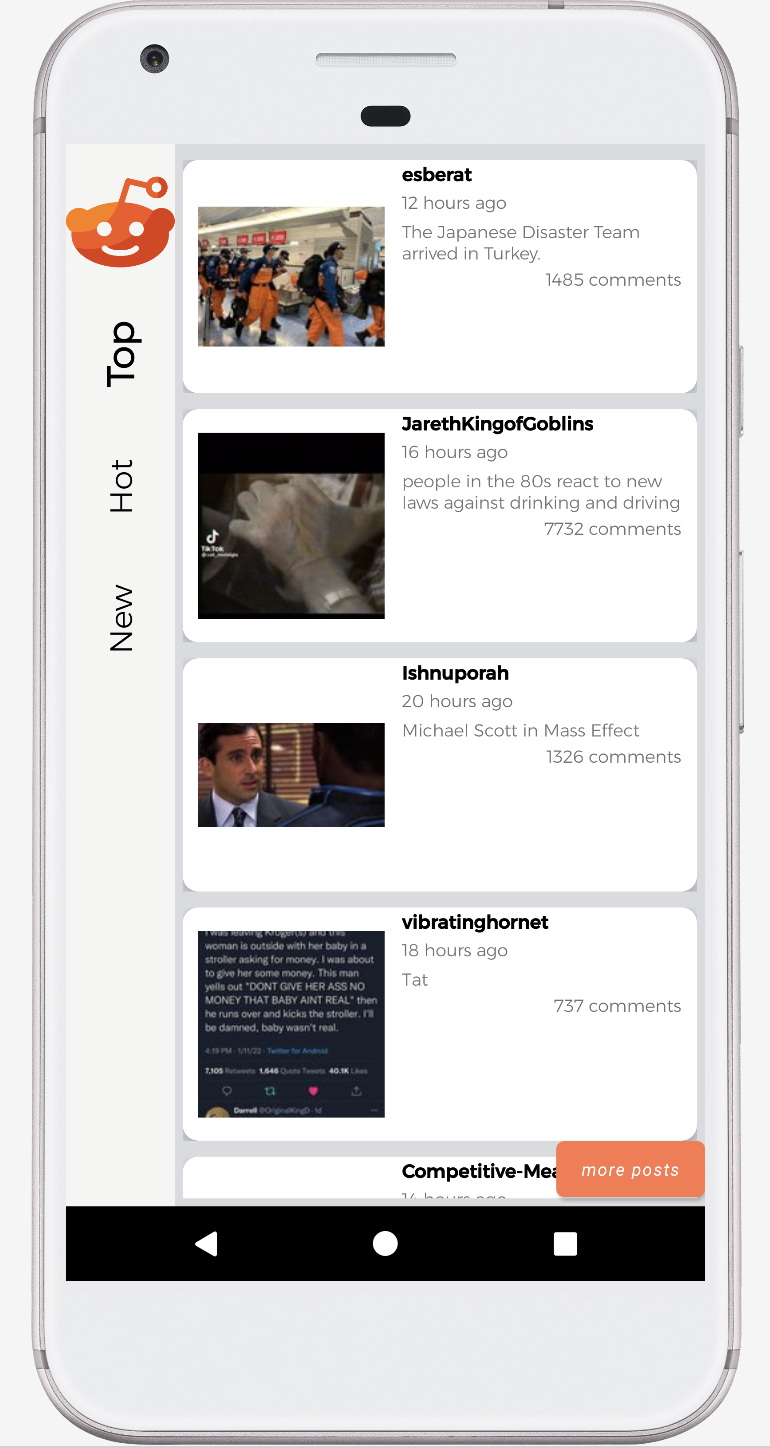 Top
Hot
New
esberat
12 hours ago
The Japanese Disaster Team
arrived in Turkey.
1485 comments
JarethKingofGoblins
16 hours ago
people in the 80s react to new
laws against drinking and driving
7732 comments
TikTok
Ishnuporah
20 hours ago
Michael Scott in Mass Effect
1326 comments
vibratinghornet
18 hours ago
Tat
737 comments
I was leaving Kroger(s) and this
woman is outside with her baby in a
stroller asking for money. I was about
to give her some money. This man
yells out "DONT GIVE HER ASS NO
MONEY THAT BABY AINT REAL" then
he runs over and kicks the stroller. I'll
be damned, baby wasn't real.
4:19 PM · 1/11/22 · Twitter for Android
7,105 Retweets 1,646 Quote Tweets 40.1K Likes
Darrell @OriginalKingD · 1d
Competitive-Mea
14 hours ago
more posts